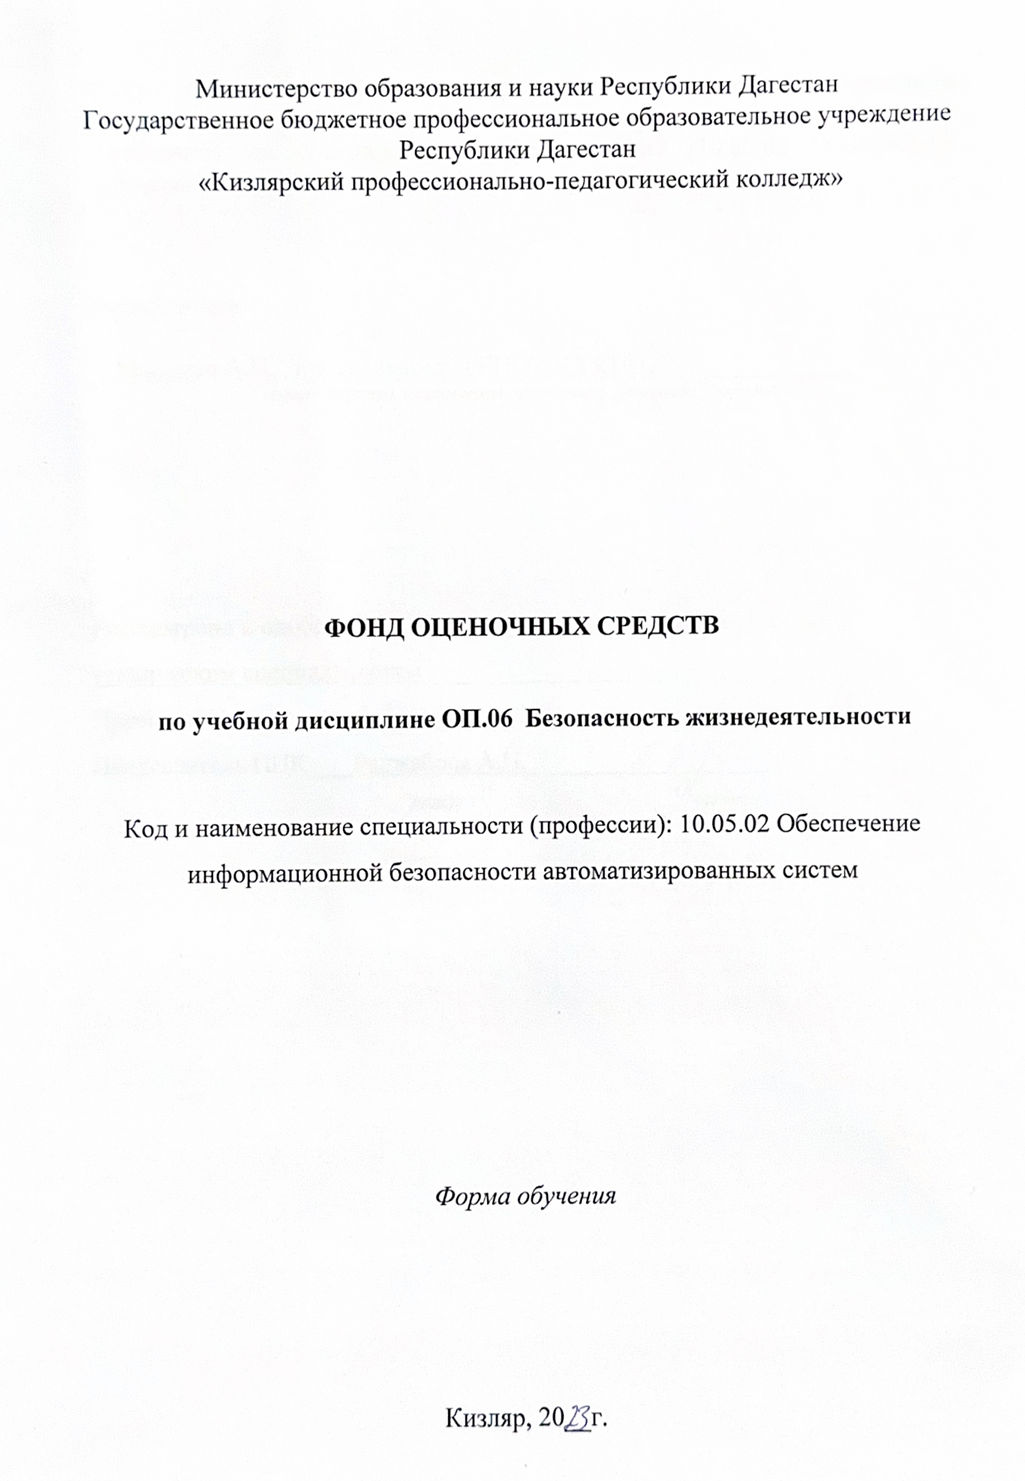 Министерство образования и науки Республики Дагестан
Государственное бюджетное профессиональное образовательное учреждение
Республики Дагестан
«Кизлярский профессионально-педагогический колледж»
ФОНД ОЦЕНОЧНЫХ СРЕДСТВ
по учебной дисциплине ОП.06 Безопасность жизнедеятельности
Код и наименование специальности (профессии): 10.05.02 Обеспечение
информационной безопасности автоматизированных систем
Форма обучения
Кизляр, 2023г.